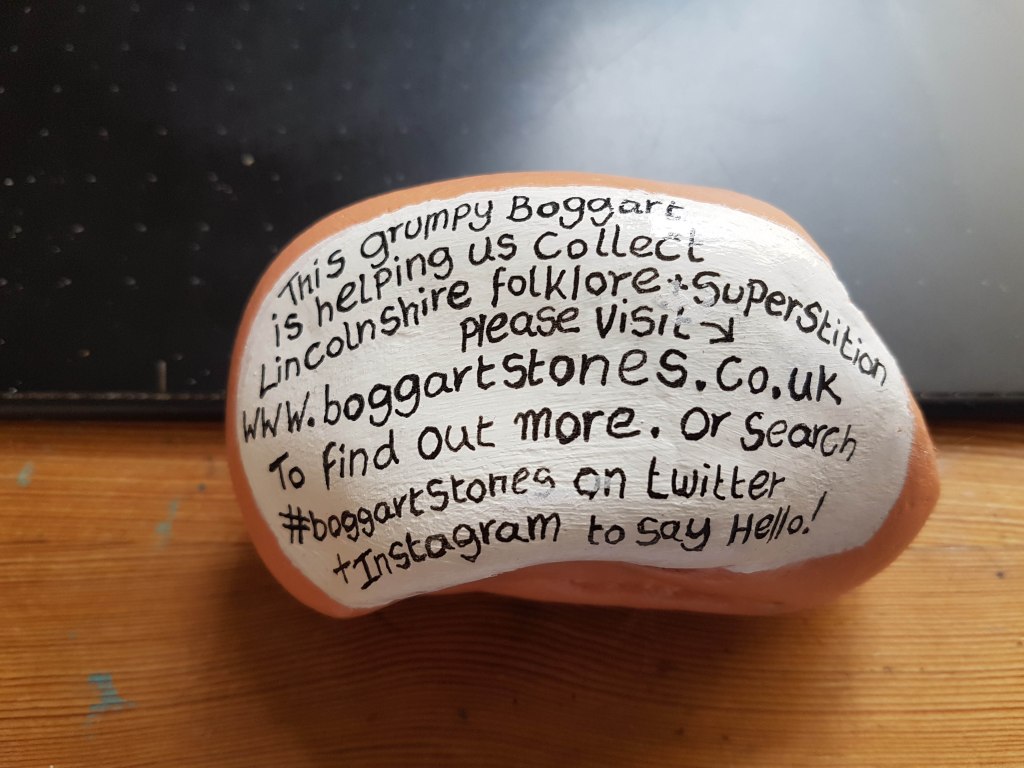 This grumpy Boggart
is helping us Collect
Lincolnshire folklore + Superstition
Please Visit ↘
www.boggartstones.co.uk
To find out more. Or Search
#boggartStones on twitter
+Instagram to say Hello!